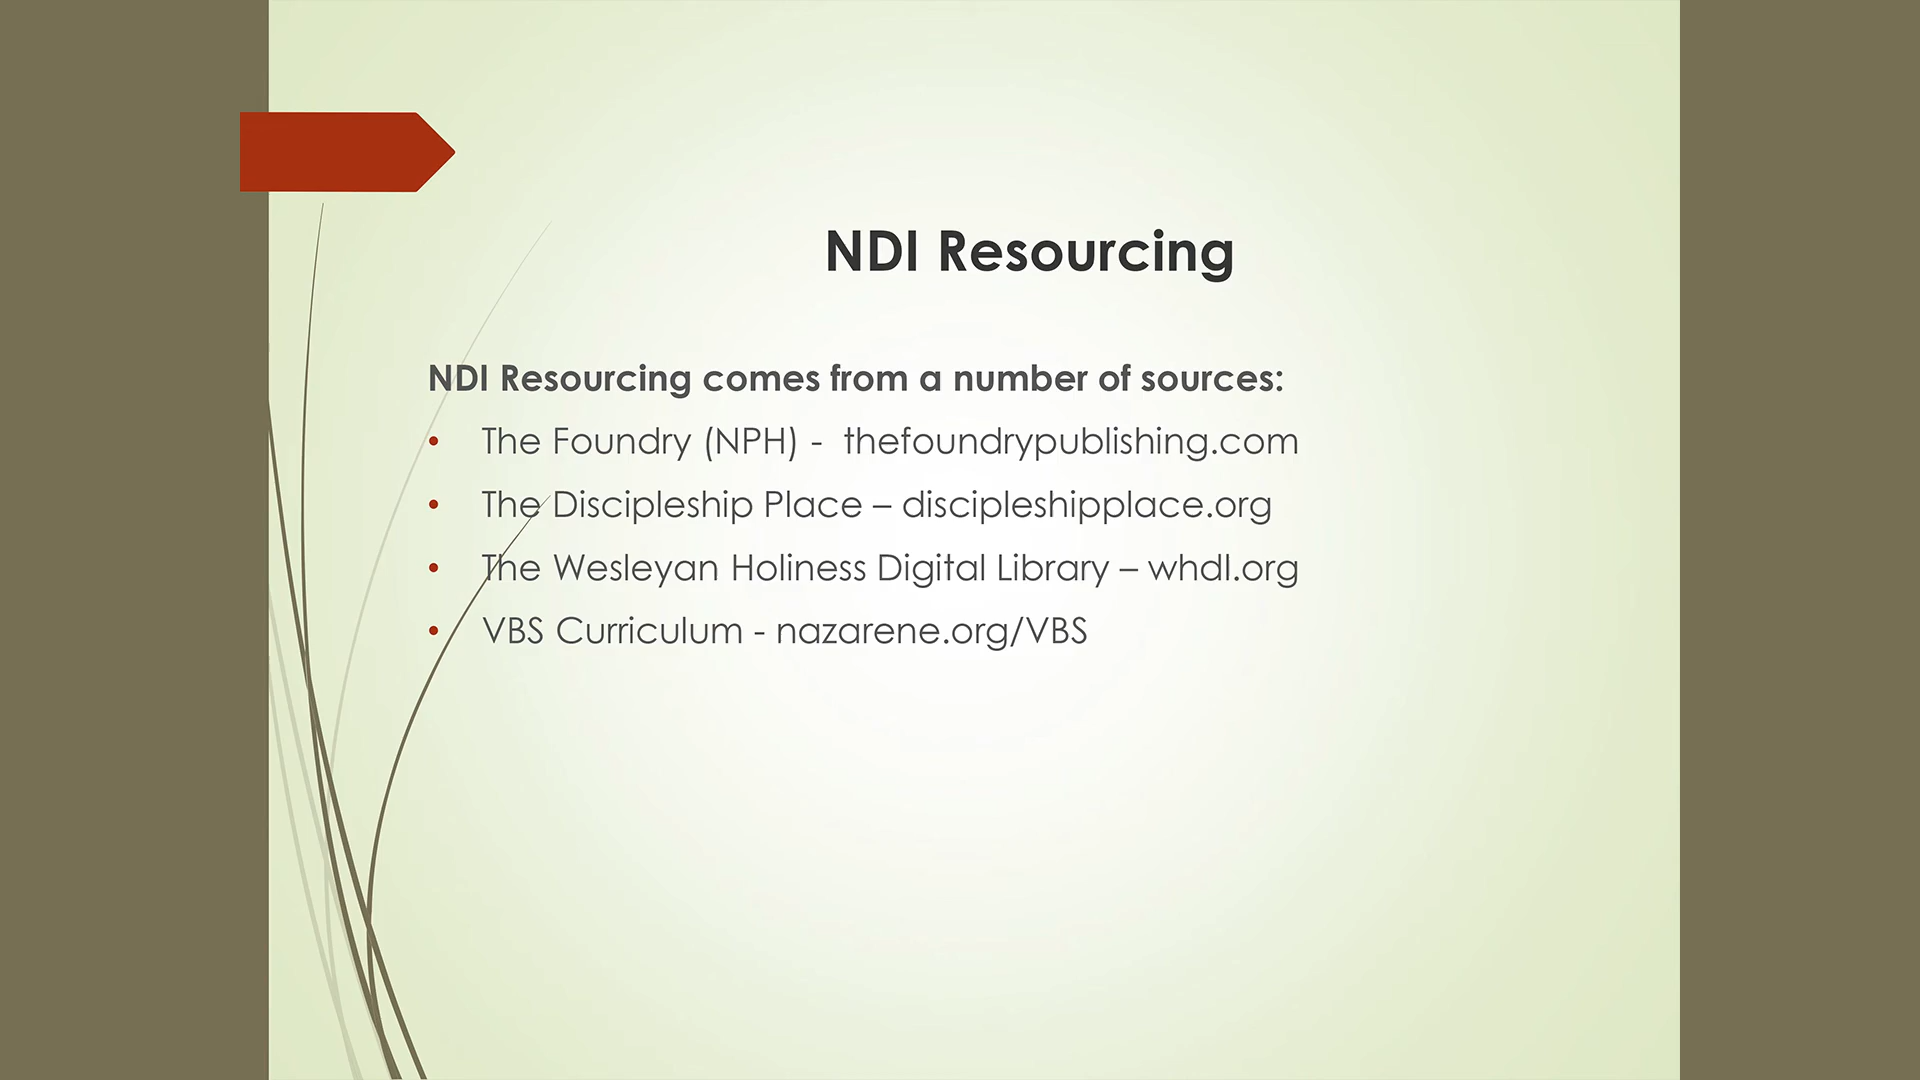 NDI Resourcing
NDI Resourcing comes from a number of sources:
• The Foundry (NPH) -  thefoundrypublishing.com
• The Discipleship Place – discipleshipplace.org
• The Wesleyan Holiness Digital Library – whdl.org
• VBS Curriculum - nazarene.org/VBS